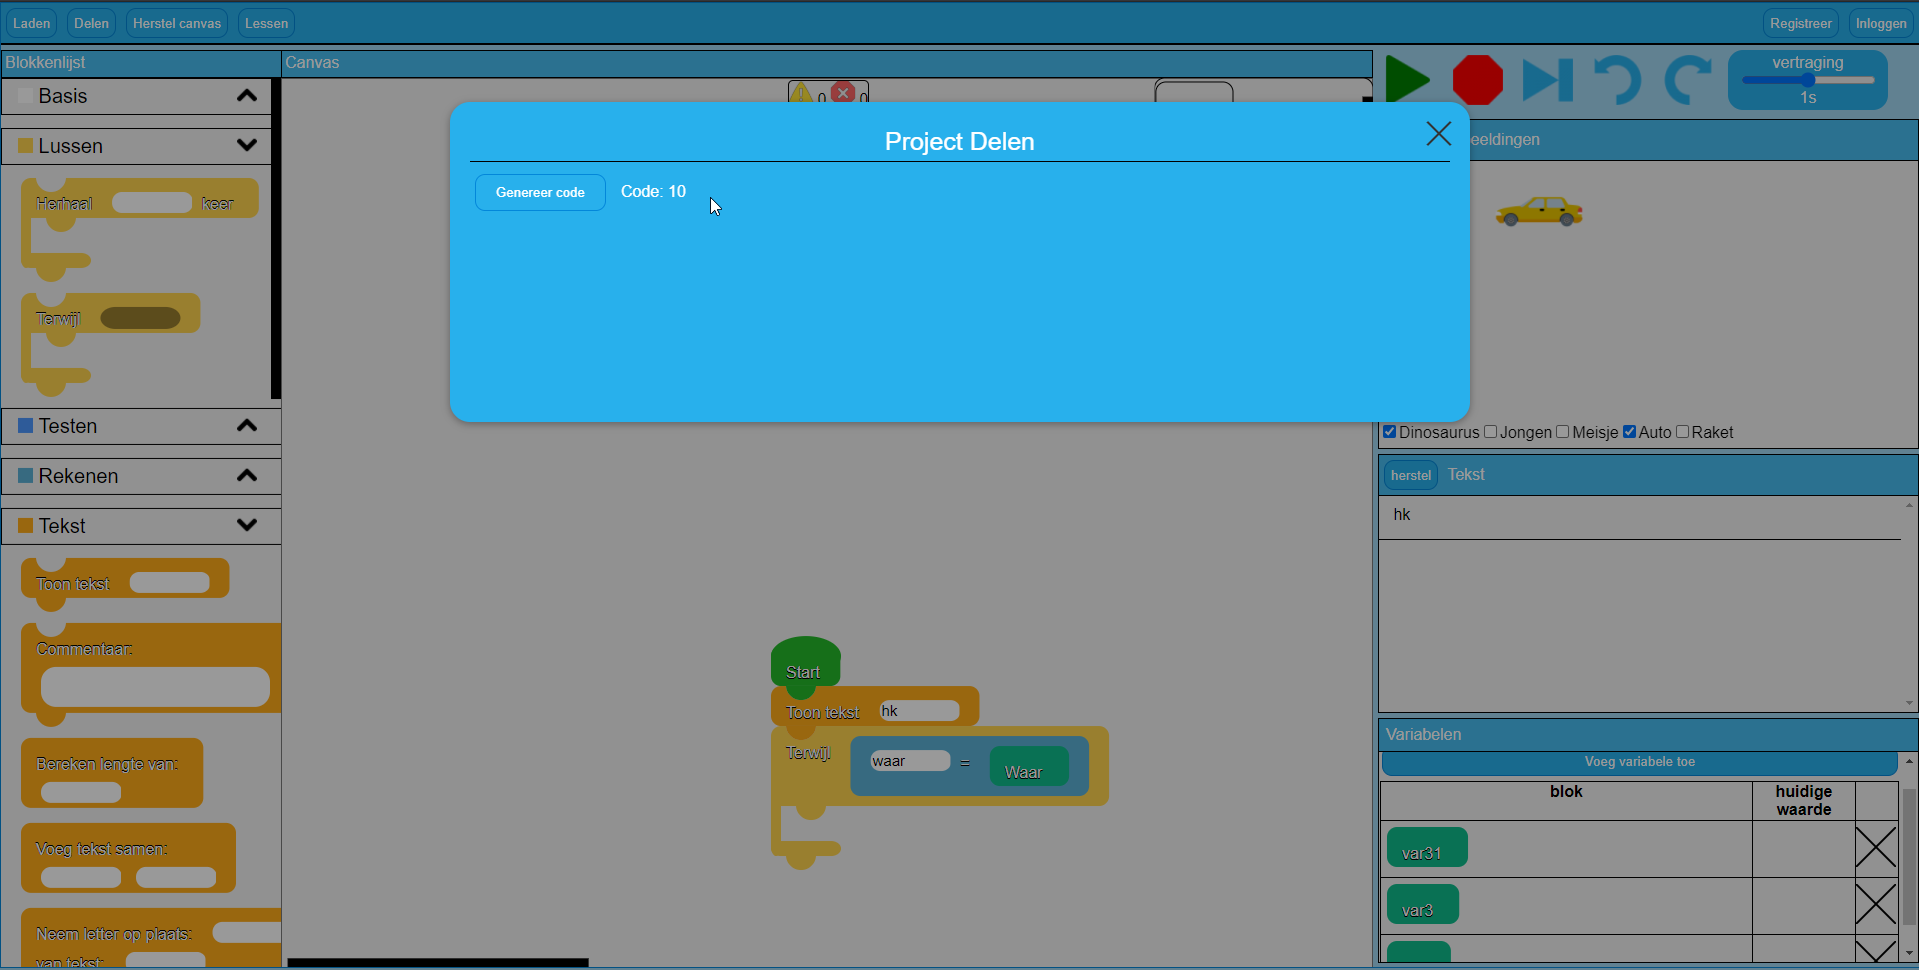 Laden Delen Herstel canvas Lessen Registreer Inloggen
Blokkenlijst
Basis
Lussen
Herhaal keer
Terwijl
Testen
Rekenen
Tekst
Toon tekst
Commentaar:
Bereken lengte van:
Voeg tekst samen:
Neem letter op plaats:
van tekst:
Canvas
0 0
Project Delen
Genereer code Code: 10
Start
Toon tekst hk
Terwijl waar = Waar
vertraging
1s
eeldingen
Dinosaurus Jongen Meisje Auto Raket
herstel Tekst
hk
Variabelen
Voeg variabele toe
blok huidige
waarde
var31
var3